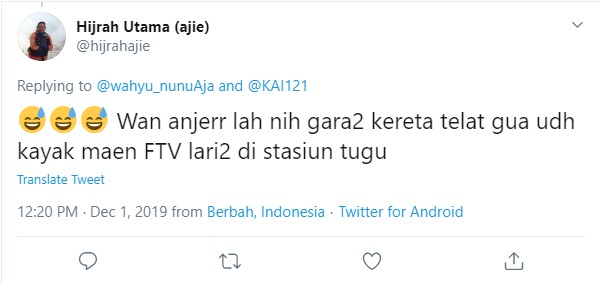 Hijrah Utama (ajie)
@hijrahajie
Replying to @wahyu_nunuAja and @KAI121
😅😅😅 Wan anjerr lah nih gara2 kereta telat gua udh
kayak maen FTV lari2 di stasiun tugu
Translate Tweet
12:20 PM · Dec 1, 2019 from Berbah, Indonesia · Twitter for Android